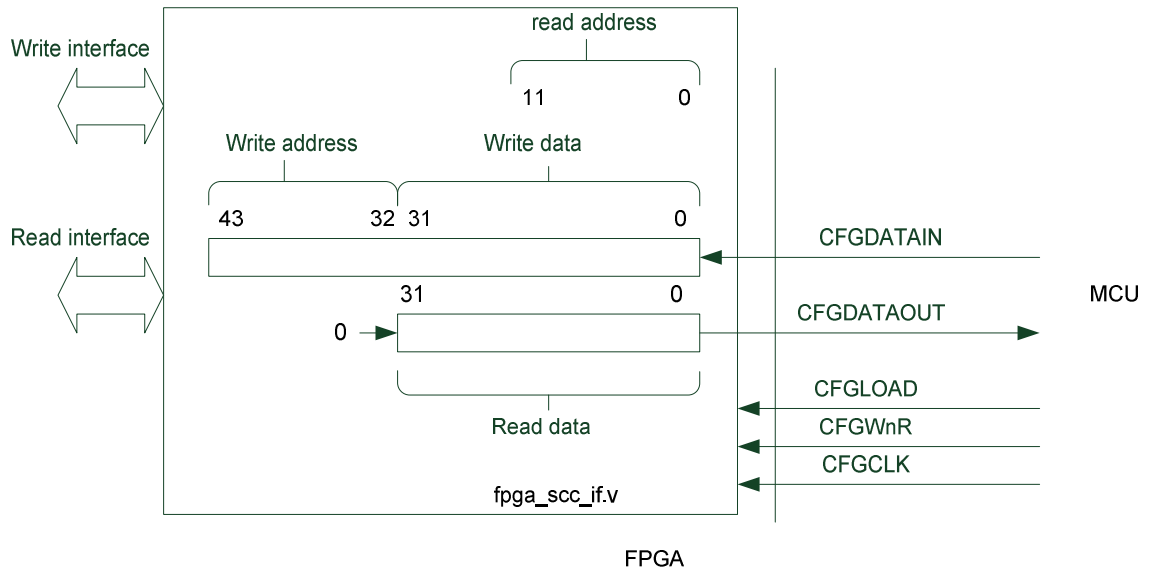 read address
Write interface
11 0
Write address Write data
43 32 31 0
Read interface
CFGDATAIN
31 0
MCU
CFGDATAOUT
0
CFGLOAD
Read data
CFGWnR
CFGCLK
fpga_scc_if.v
FPGA